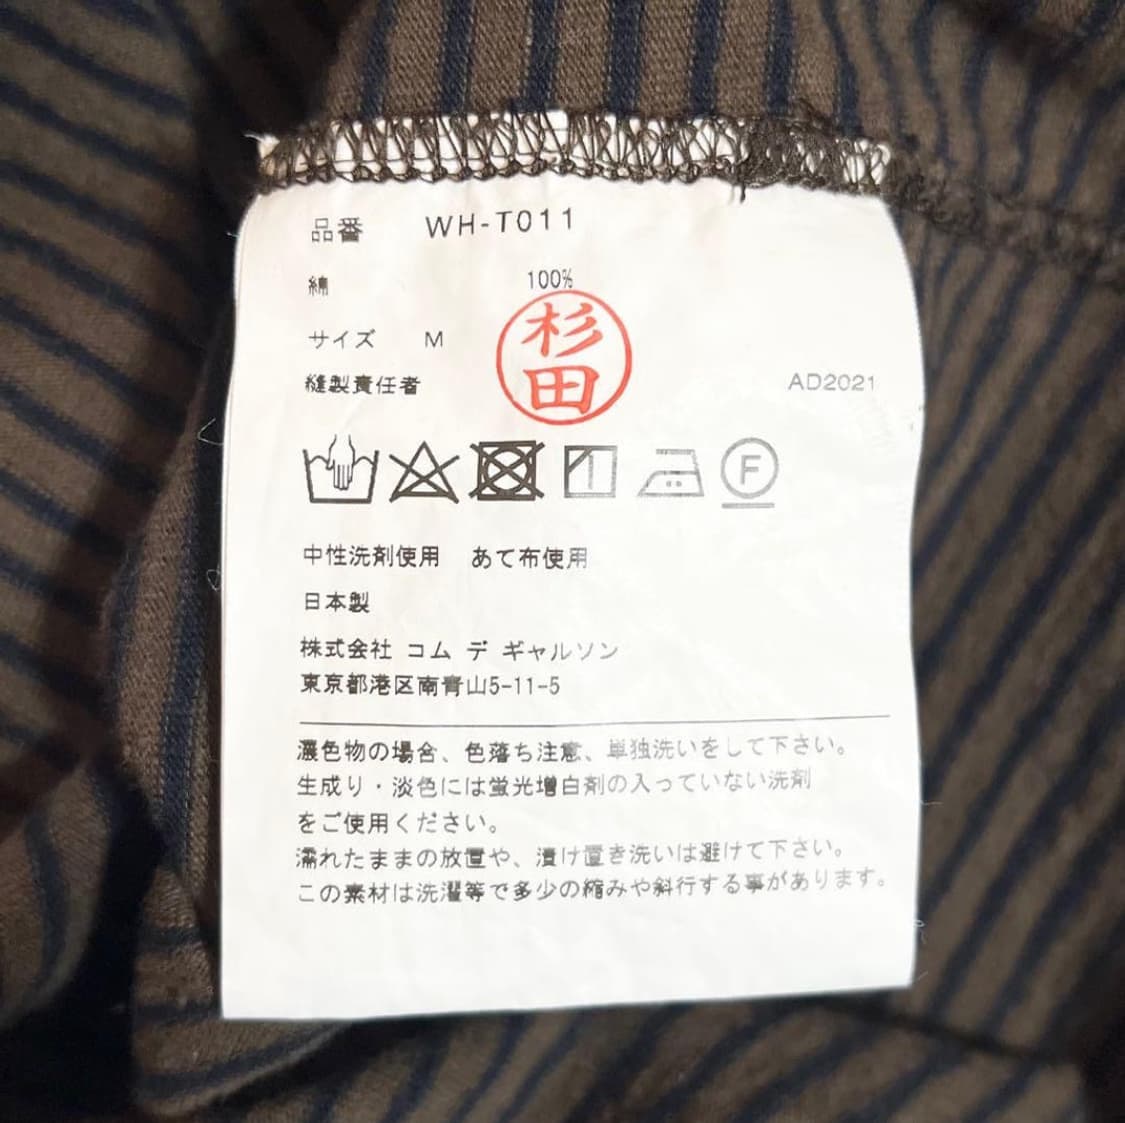 品番 WH-T011
綿 100%
サイズ M
杉田
縫製責任者 AD2021
F
中性洗剤使用 あて布使用
日本製
株式会社 コム デ ギャルソン
東京都港区南青山5-11-5
濃色物の場合、色落ち注意、単独洗いをして下さい。
生成り・淡色には蛍光増白剤の入っていない洗剤
をご使用ください。
濡れたままの放置や、漬け置き洗いは避けて下さい。
この素材は洗濯等で多少の縮みや斜行する事があります。